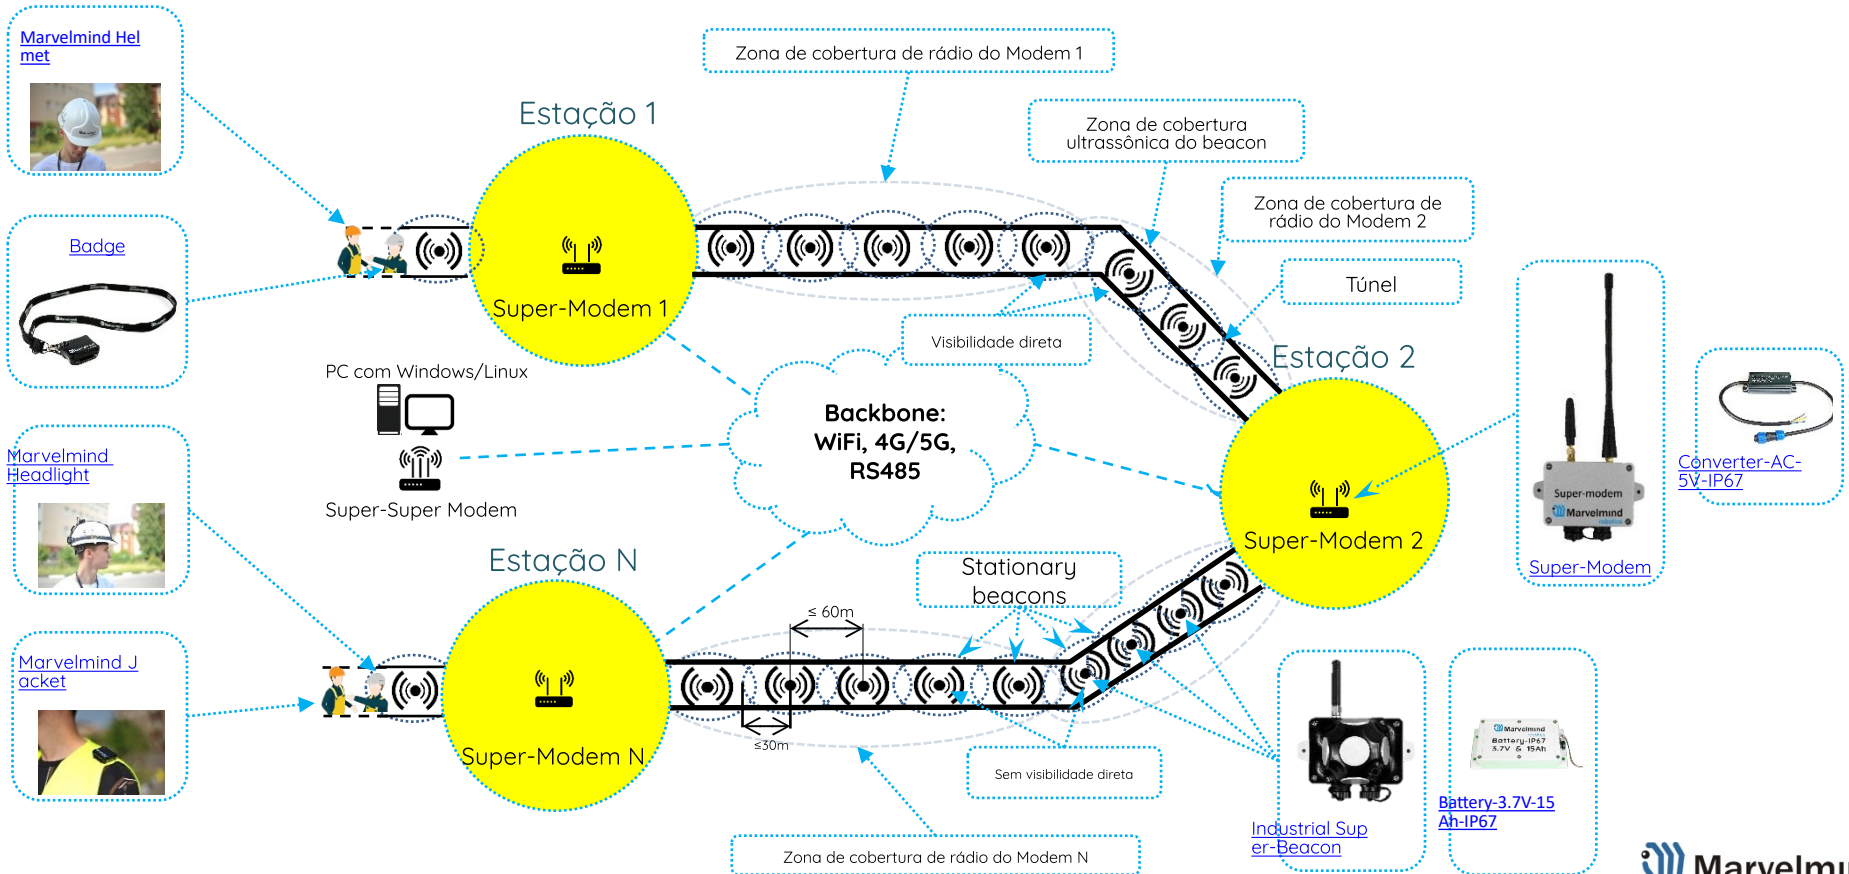 Marvelmind Hel
met
Zona de cobertura de rádio do Modem 1
Estação 1
Zona de cobertura
ultrassônica do beacon
Zona de cobertura de
rádio do Modem 2
Badge
Túnel
Super-Modem 1
Visibilidade direta
Estação 2
PC com Windows/Linux
Backbone:
WiFi, 4G/5G,
RS485
Marvelmind
Headlight
Converter-AC-
5V-IP67
Super-modem
Marvelmind
robotics
Super-Super Modem
Super-Modem 2
Super-Modem
Estação N
Stationary
beacons
≤ 60m
Marvelmind J
acket
≤30m
Super-Modem N
Sem visibilidade direta
Marvelmind
robotics
Battery-IP67
3.7V & 15Ah
Battery-3.7V-15
Ah-IP67
Industrial Sup
er-Beacon
Zona de cobertura de rádio do Modem N